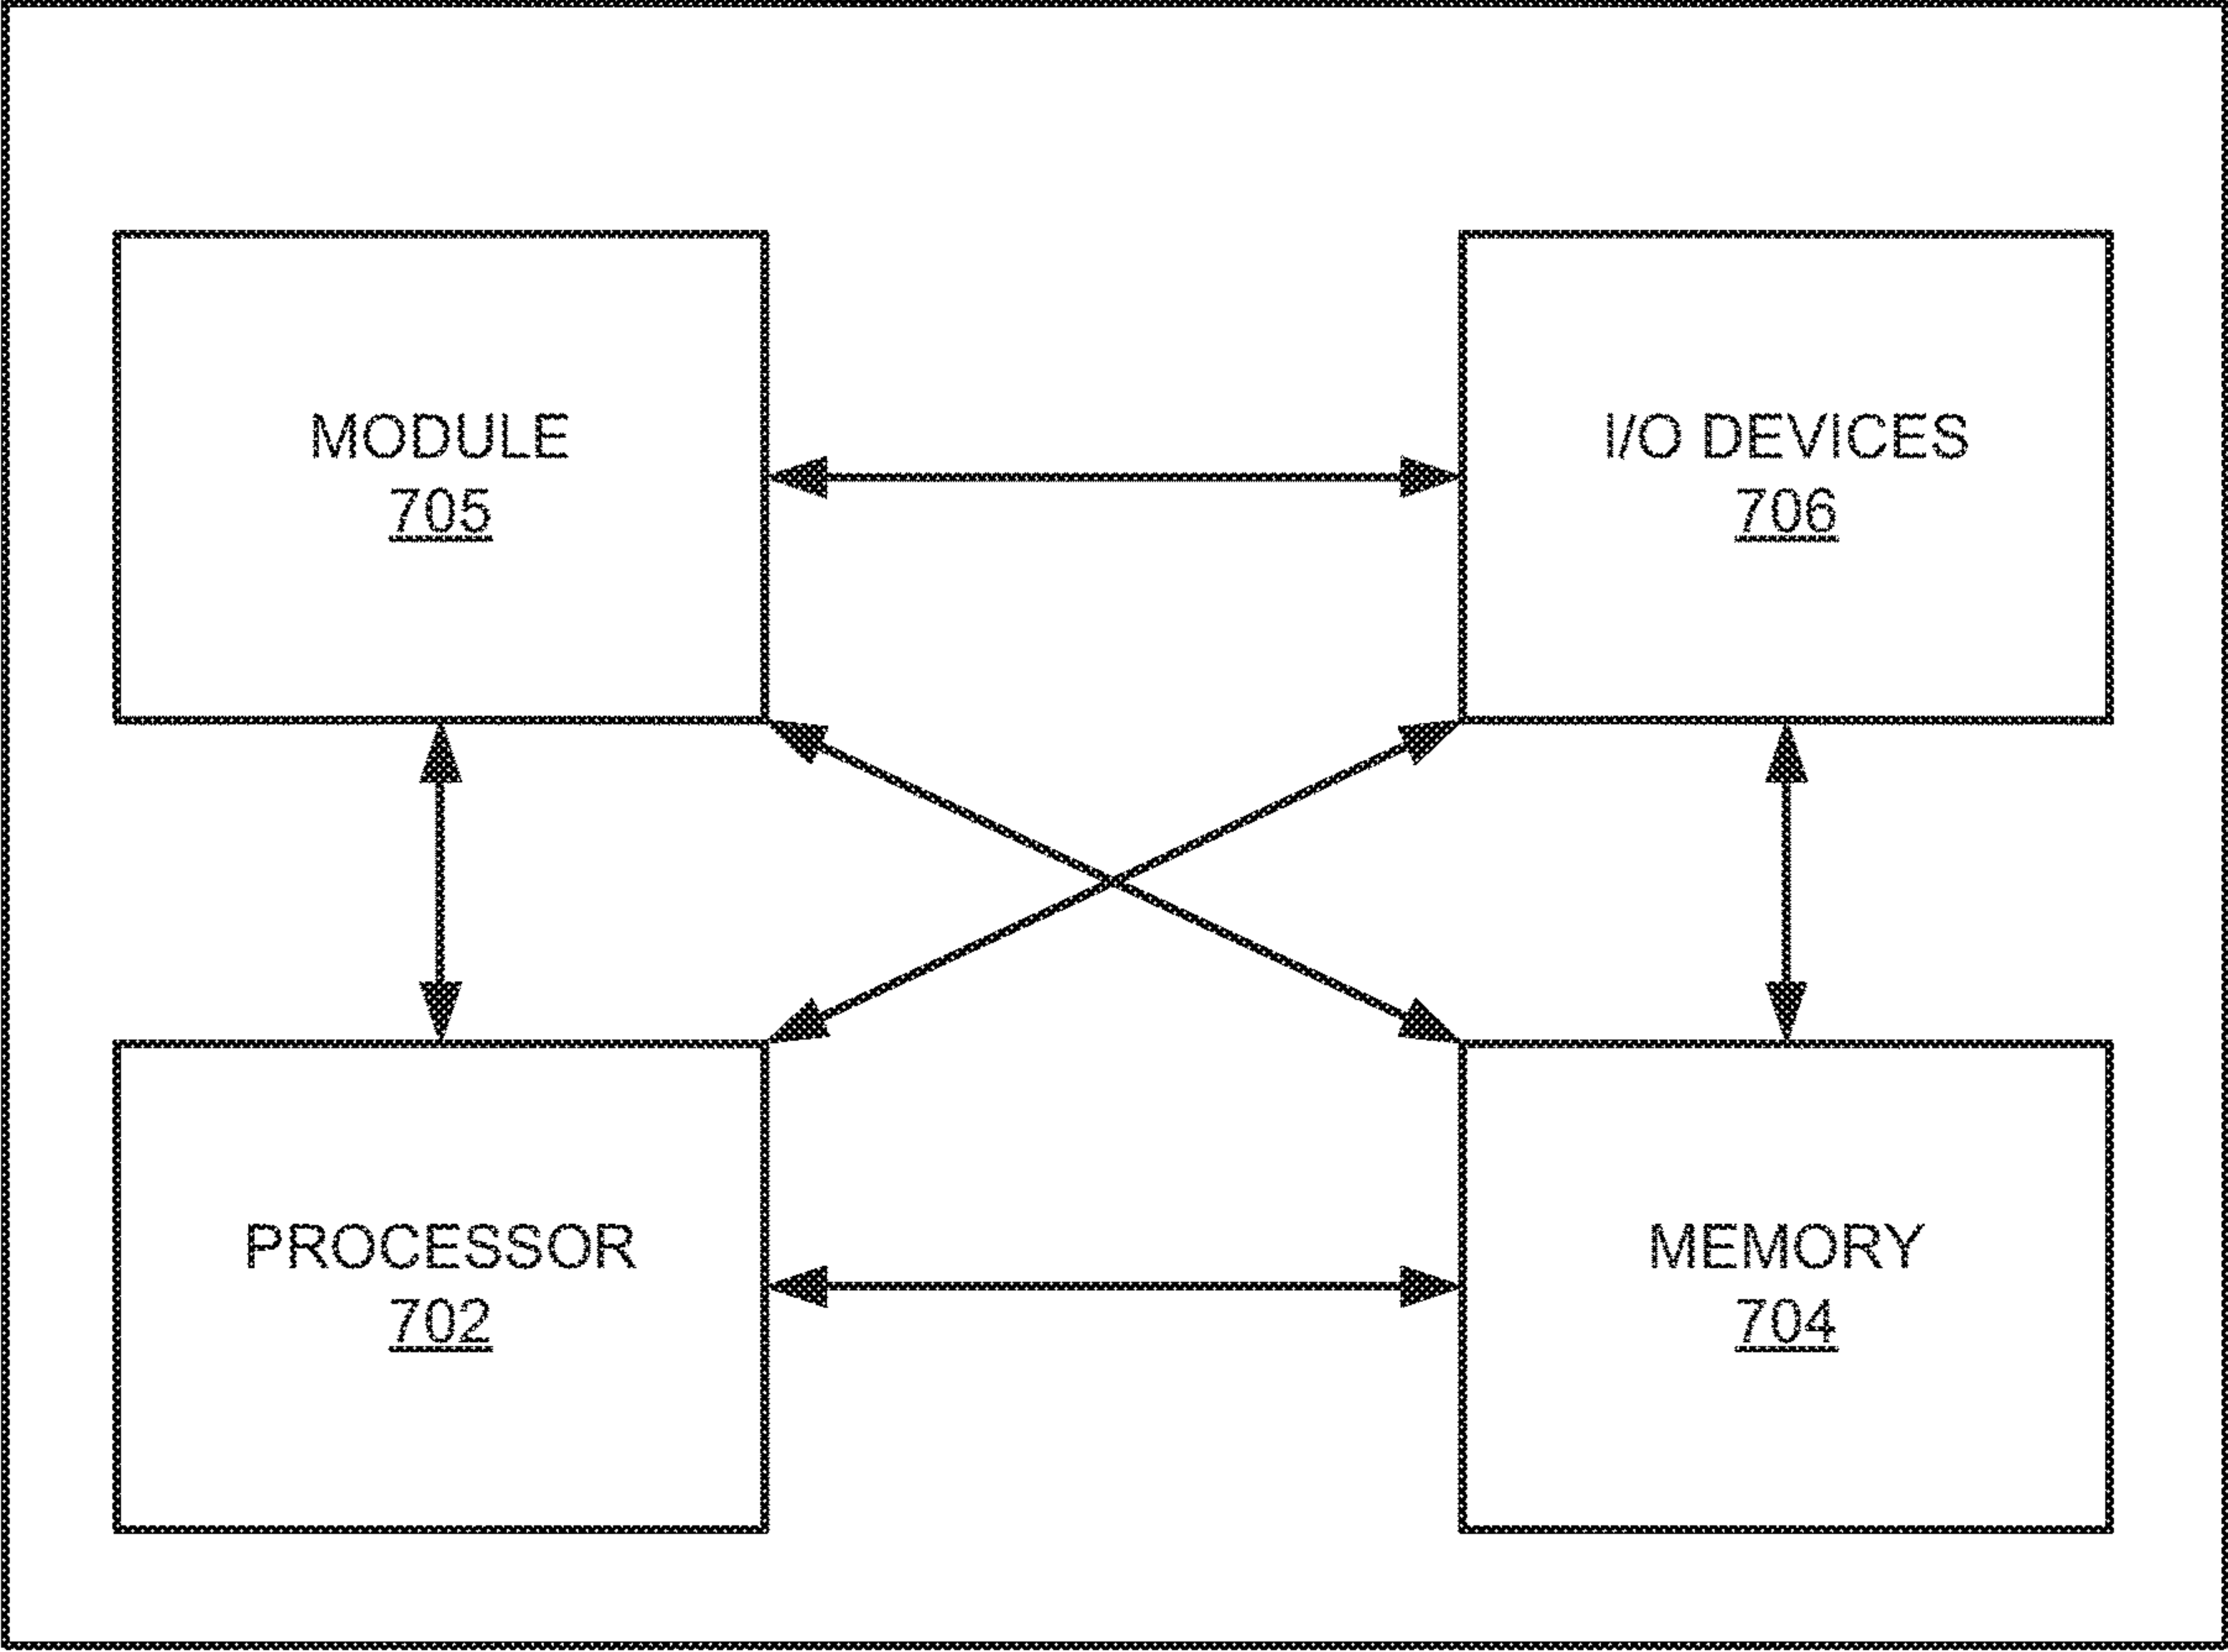 MODULE
705
I/O DEVICES
706
PROCESSOR
702
MEMORY
704